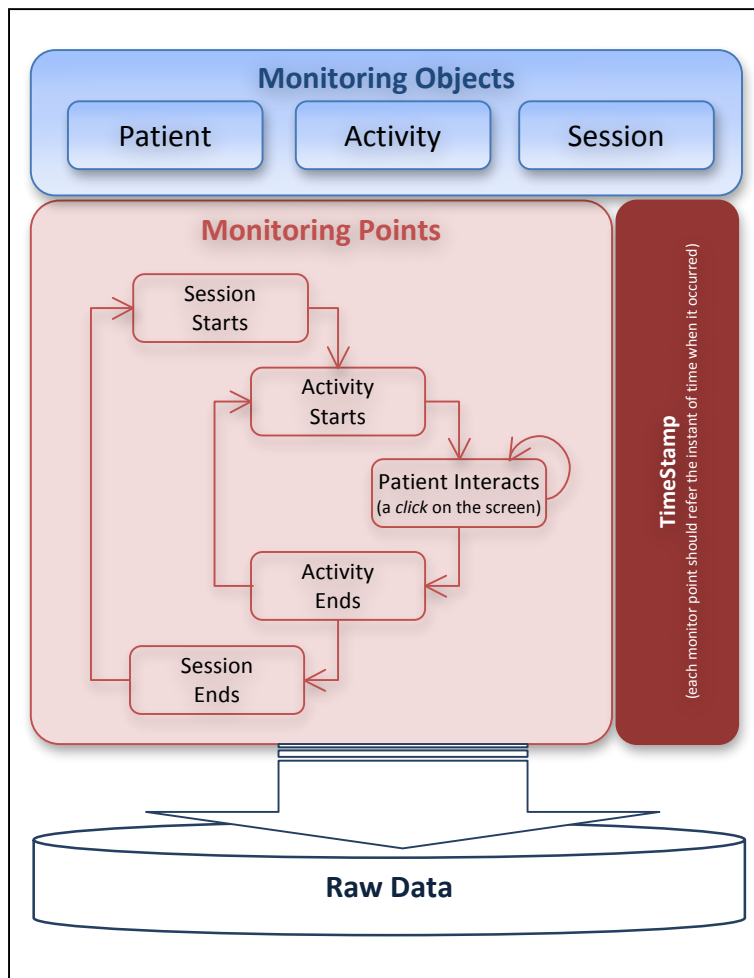 Monitoring Objects
Patient
Activity
Session
Monitoring Points
Session
Starts
Activity
Starts
Patient Interacts
(a click on the screen)
Activity
Ends
Session
Ends
TimeStamp
(each monitor point should refer the instant of time when it occurred)
Raw Data